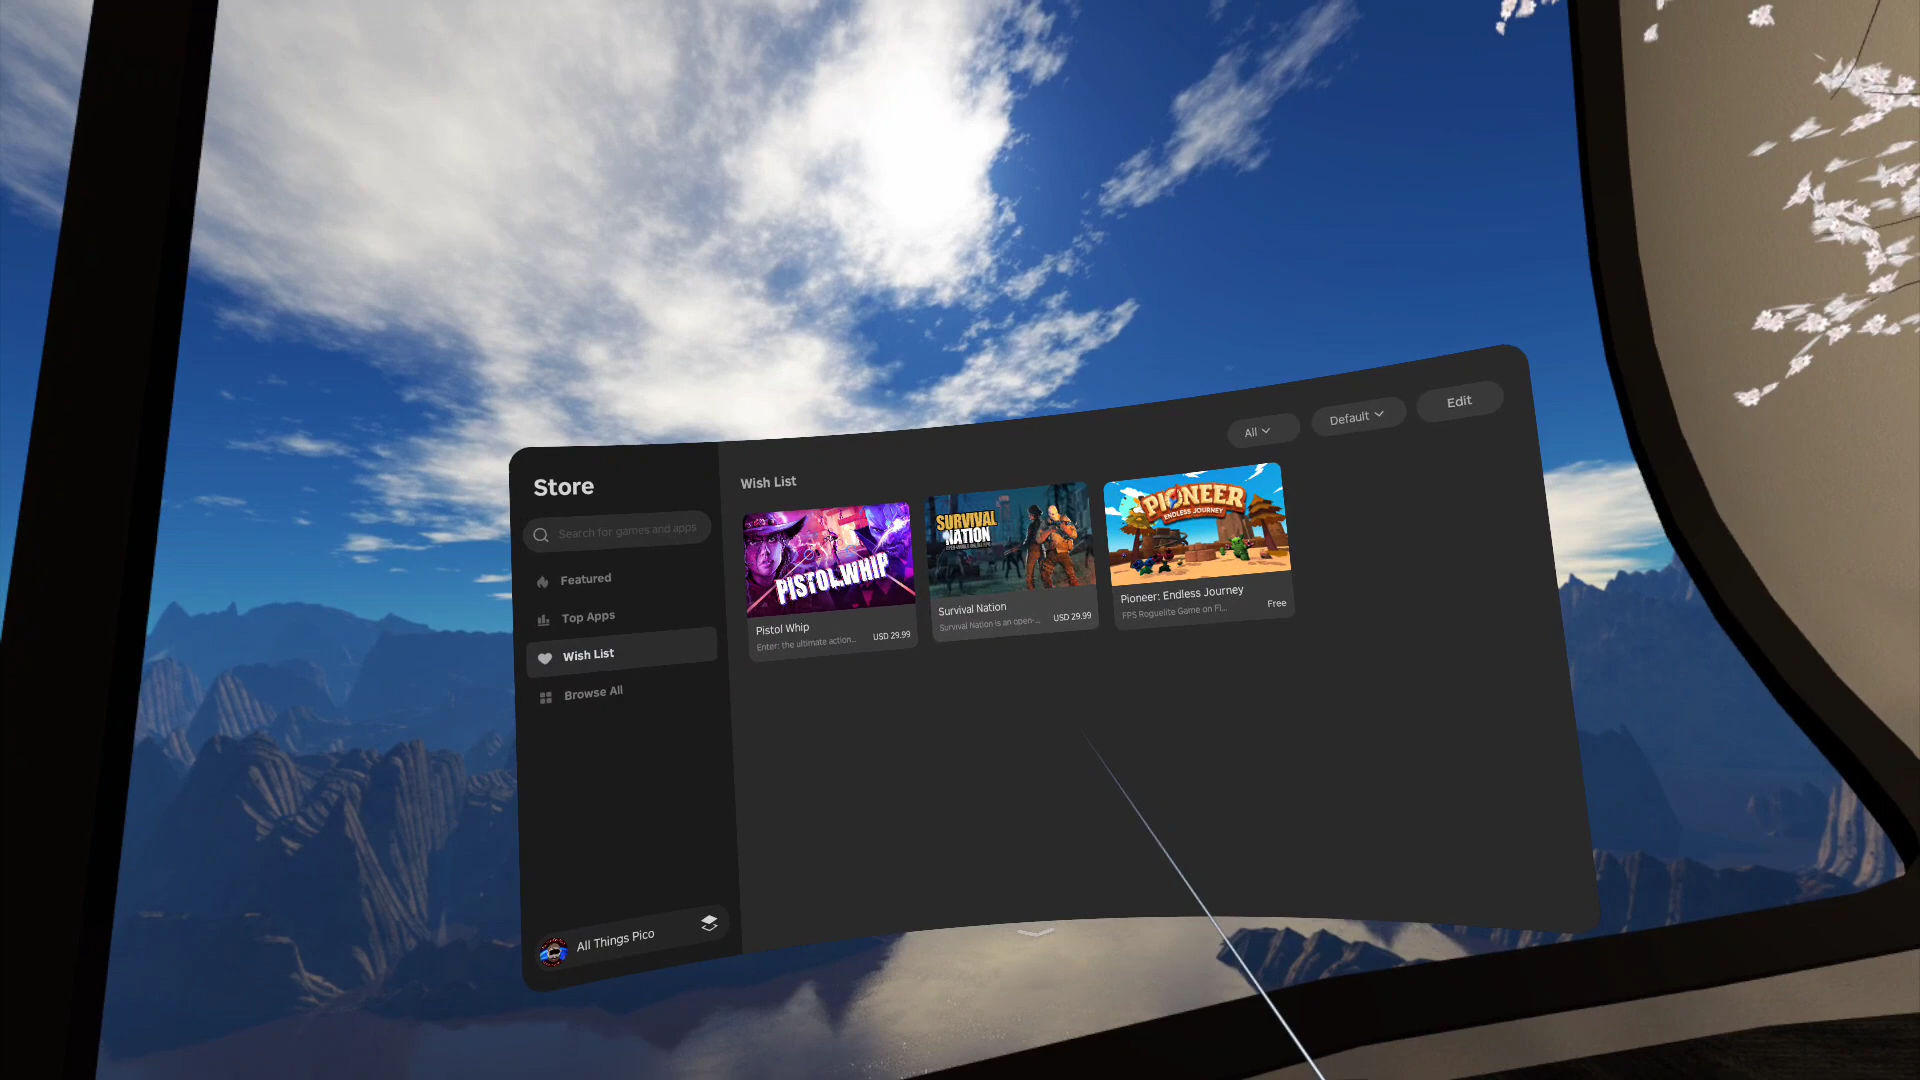 All
Default
Edit
Store
Search for games and apps
Featured
Top Apps
Wish List
Browse All
All Things Pico
Wish List
PISTOL WHIP
Pistol Whip
Enter: the ultimate action...
USD 29.99
SURVIVAL
NATION
Survival Nation
Survival Nation is an open-...
USD 29.99
PIONEER
ENDLESS JOURNEY
Pioneer: Endless Journey
FPS Roguelite Game on Fl...
Free